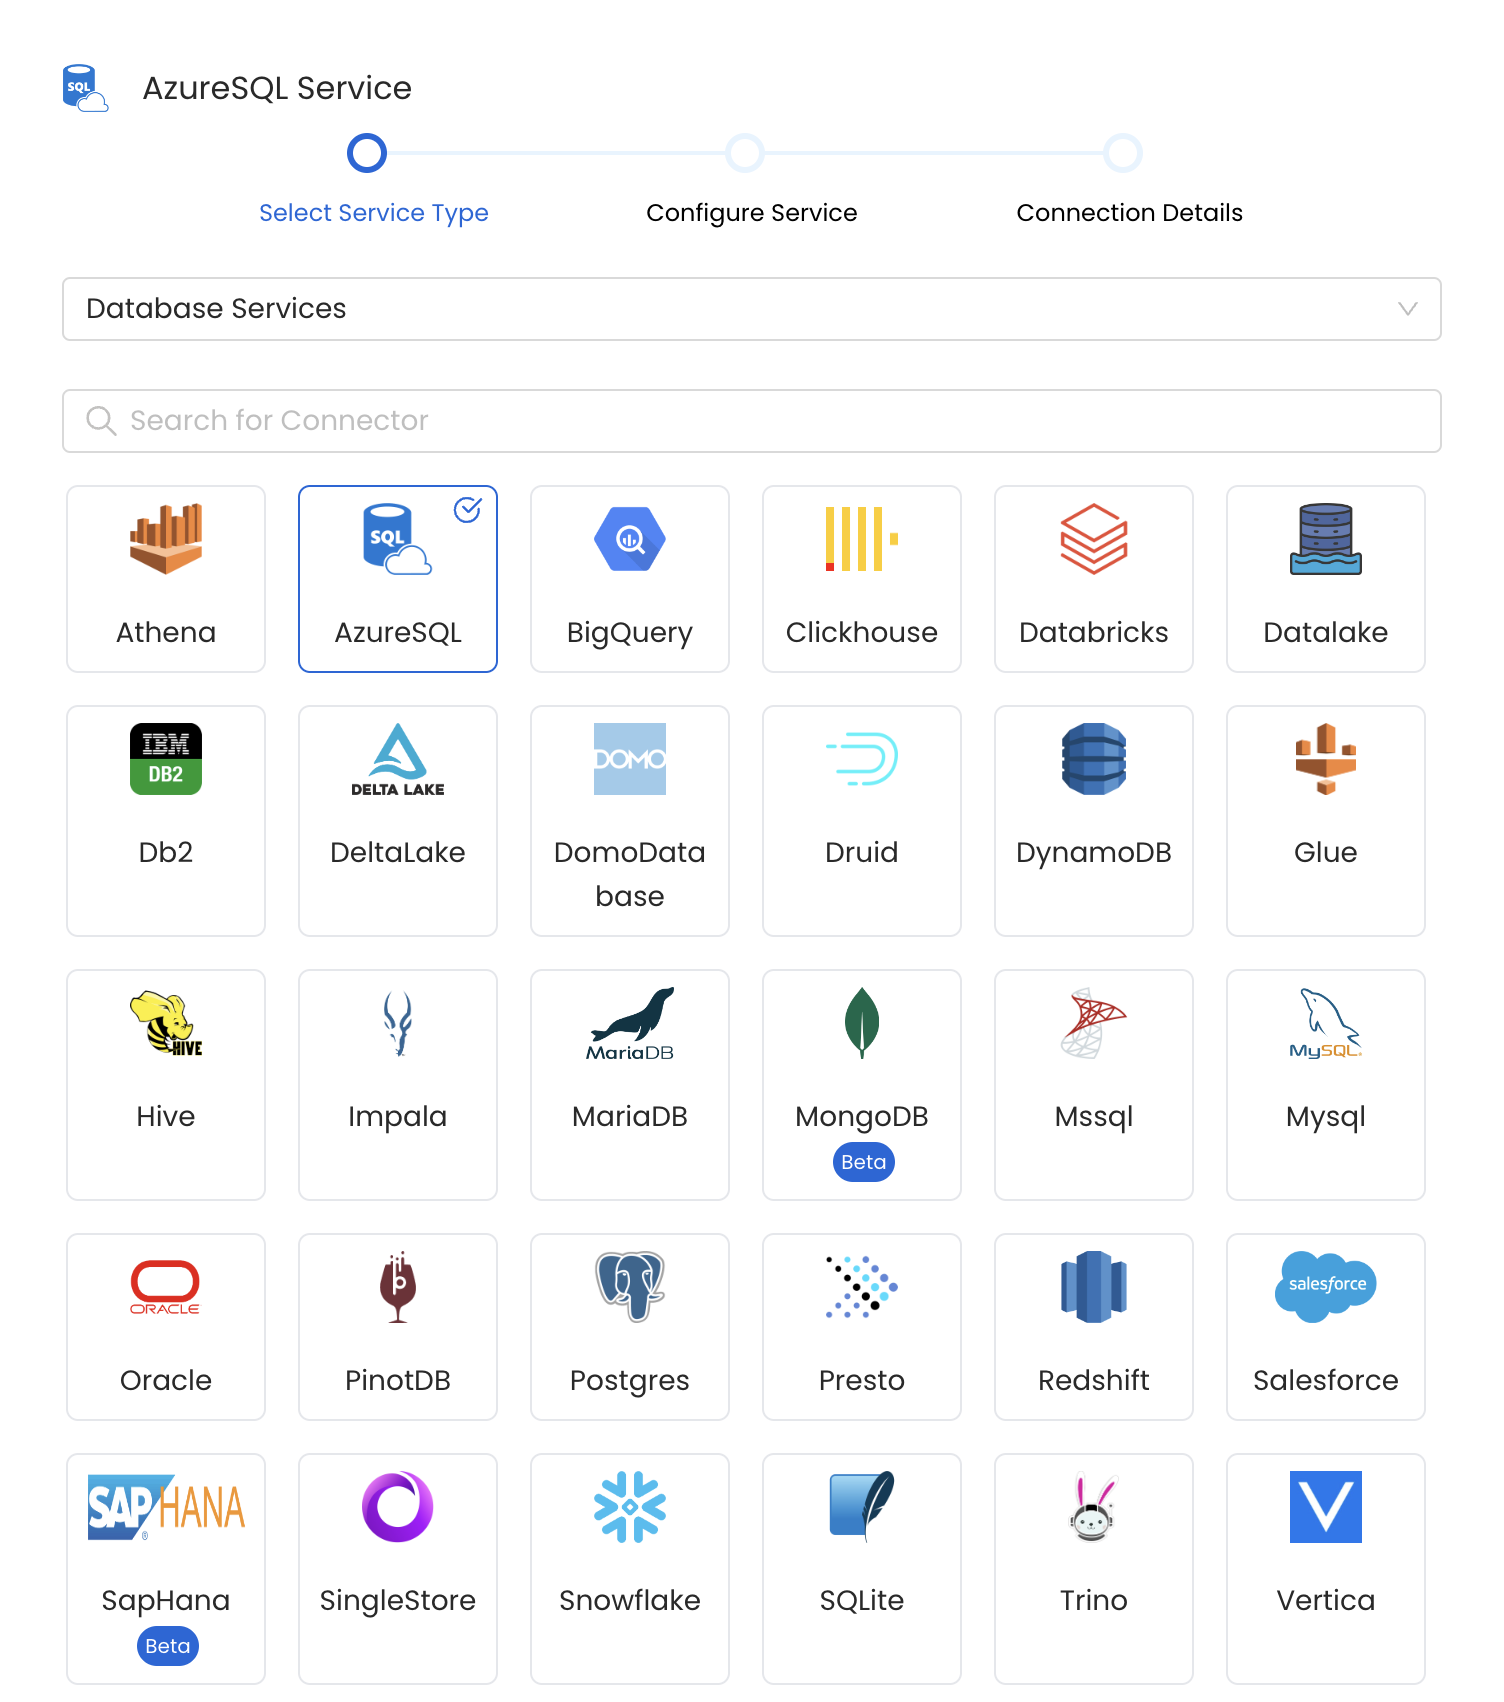 SQL
AzureSQL Service
Select Service Type
Configure Service
Connection Details
Database Services
Search for Connector
SQL
Athena
AzureSQL
BigQuery
Clickhouse
Databricks
Datalake
IBM
DB2
DELTA LAKE
DOMO
Db2
DeltaLake
DomoData
base
Druid
DynamoDB
Glue
HIVE
MariaDB
MySQL
Hive
Impala
MariaDB
MongoDB
Beta
Mssql
Mysql
ORACLE
salesforce
Oracle
PinotDB
Postgres
Presto
Redshift
Salesforce
SAP HANA
®
SapHana
Beta
SingleStore
Snowflake
SQLite
Trino
Vertica